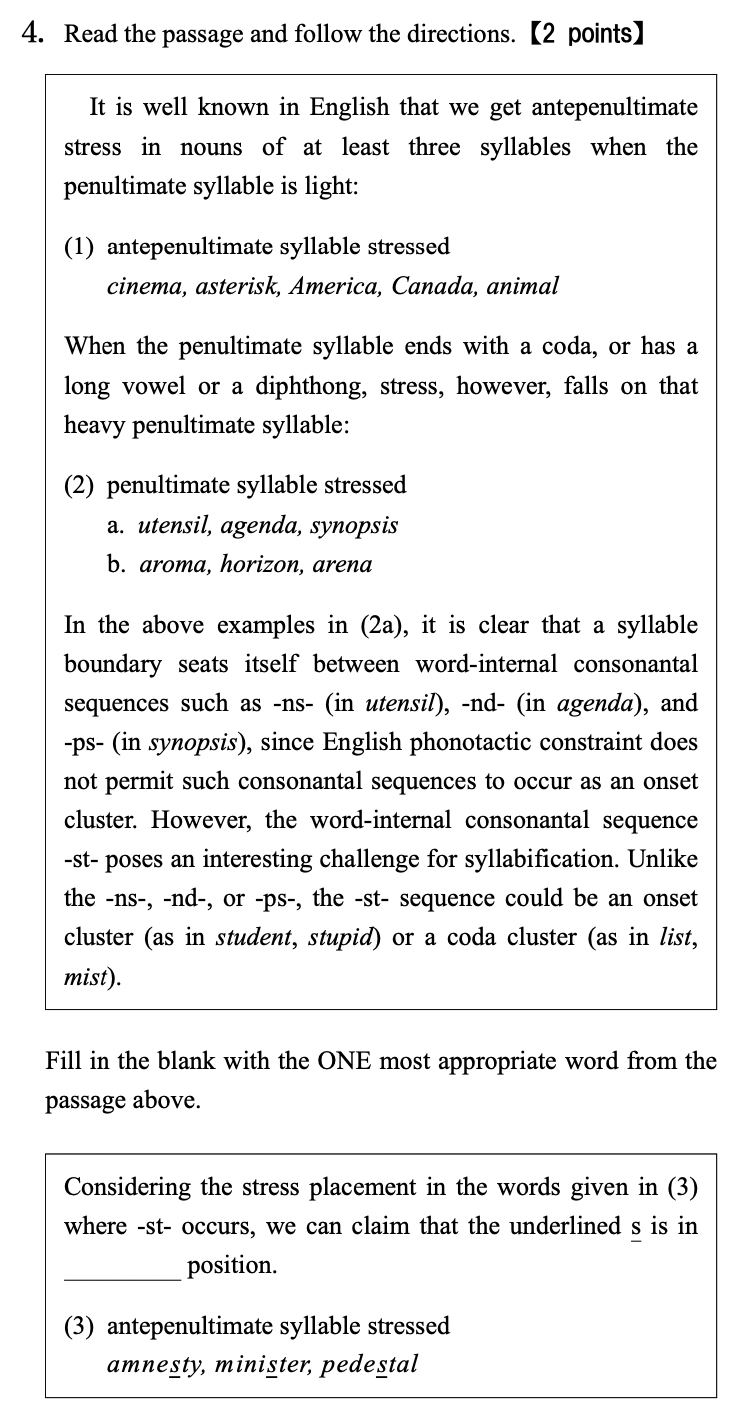 4. Read the passage and follow the directions. 【2 points】
It is well known in English that we get antepenultimate
stress in nouns of at least three syllables when the
penultimate syllable is light:
(1) antepenultimate syllable stressed
cinema, asterisk, America, Canada, animal
When the penultimate syllable ends with a coda, or has a
long vowel or a diphthong, stress, however, falls on that
heavy penultimate syllable:
(2) penultimate syllable stressed
a. utensil, agenda, synopsis
b. aroma, horizon, arena
In the above examples in (2a), it is clear that a syllable
boundary seats itself between word-internal consonantal
sequences such as -ns- (in utensil), -nd- (in agenda), and
-ps- (in synopsis), since English phonotactic constraint does
not permit such consonantal sequences to occur as an onset
cluster. However, the word-internal consonantal sequence
-st- poses an interesting challenge for syllabification. Unlike
the -ns-, -nd-, or -ps-, the -st- sequence could be an onset
cluster (as in student, stupid) or a coda cluster (as in list,
mist).
Fill in the blank with the ONE most appropriate word from the
passage above.
Considering the stress placement in the words given in (3)
where -st- occurs, we can claim that the underlined s is in
__________ position.
(3) antepenultimate syllable stressed
amnesty, minister, pedestal